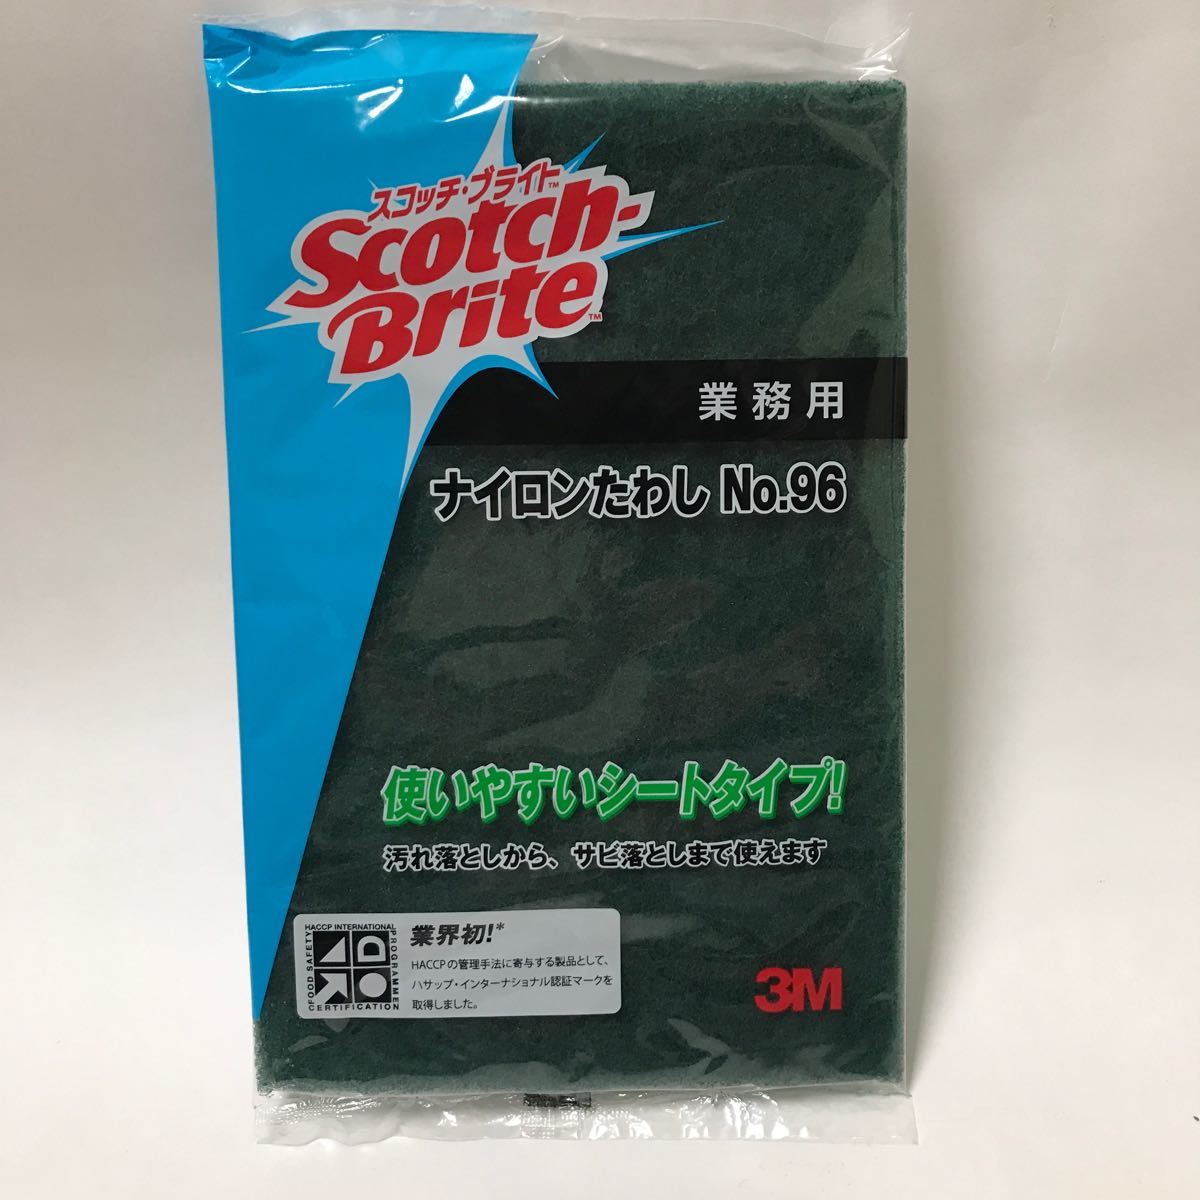 スコッチ・ブライト™
Scotch-
Brite™
業務用
ナイロンたわし No.96
使いやすいシートタイプ!
汚れ落としから、サビ落としまで使えます
HACCP INTERNATIONAL
FOOD SAFETY
PROGRAMMES
CERTIFICATION
業界初!*
HACCPの管理手法に寄与する製品として、
ハサップ・インターナショナル認証マークを
取得しました。
3M